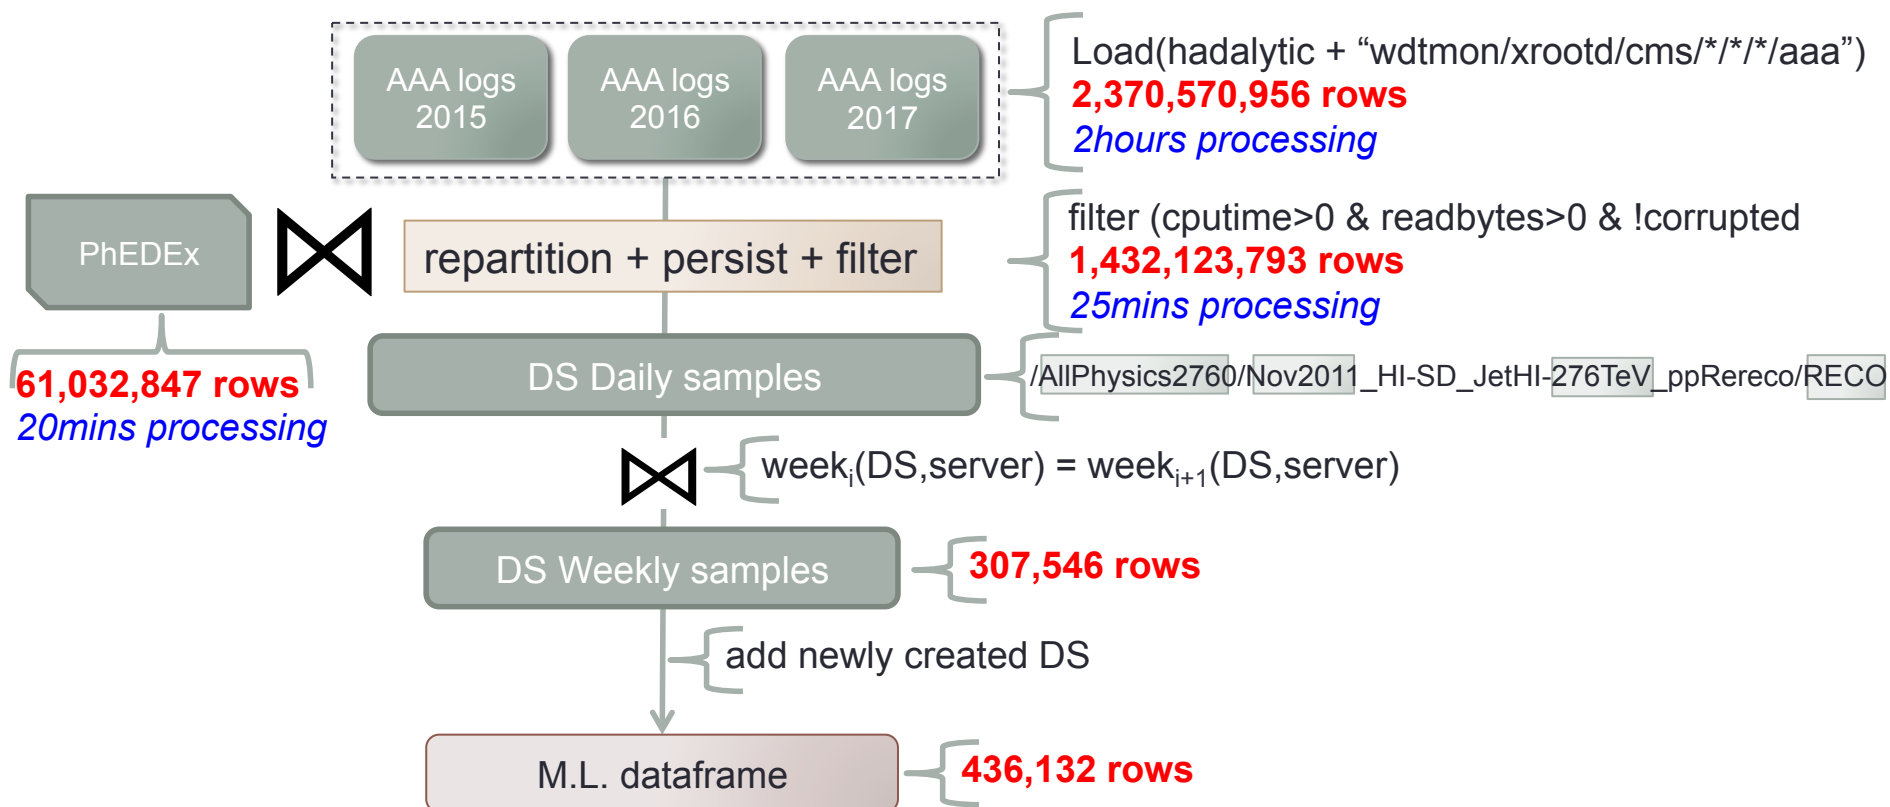 AAA logs
2015
AAA logs
2016
AAA logs
2017
Load(hadalytic + “wdtmon/xrootd/cms/*/*/*/aaa”)
2,370,570,956 rows
2hours processing
PhEDEx
repartition + persist + filter
filter (cputime>0 & readbytes>0 & !corrupted
1,432,123,793 rows
25mins processing
61,032,847 rows
20mins processing
DS Daily samples
/AllPhysics2760/Nov2011_HI-SD_JetHI-276TeV_ppRereco/RECO
weeki(DS,server) = weeki+1(DS,server)
DS Weekly samples
307,546 rows
add newly created DS
M.L. dataframe
436,132 rows